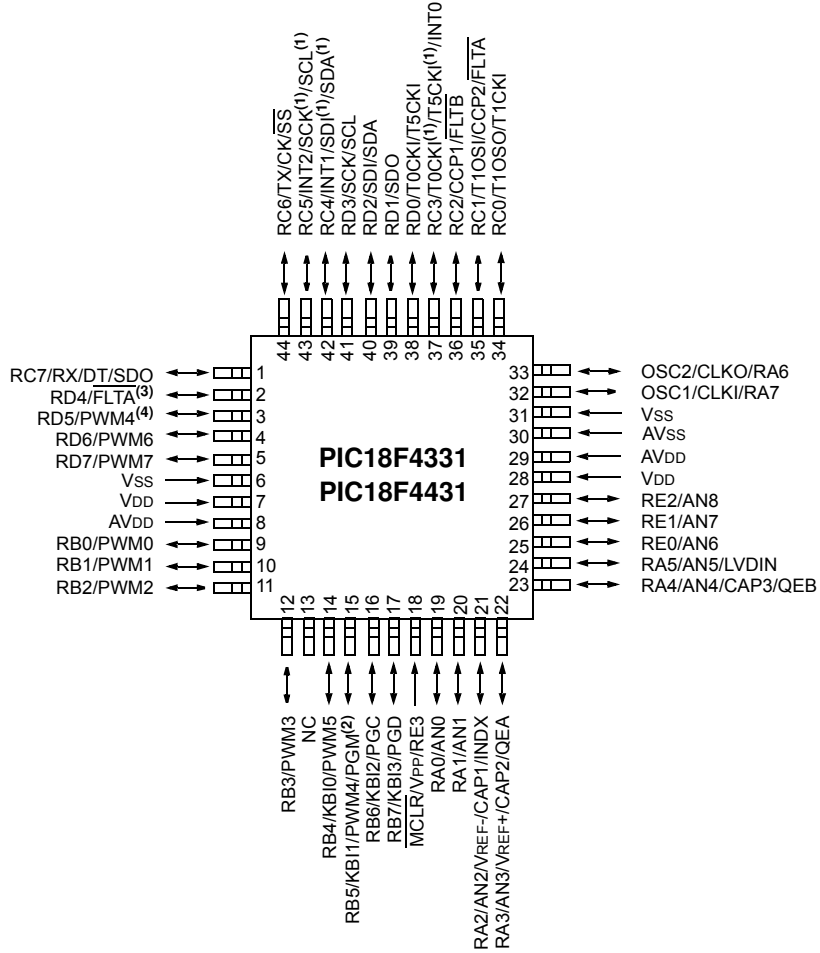 RC6/TX/CK/SS
RC5/INT2/SCK(1)/SCL(1)
RC4/INT1/SDI(1)/SDA(1)
RD3/SCK/SCL
RD2/SDI/SDA
RD1/SDO
RD0/T0CKI/T5CKI
RC3/T0CKI(1)/T5CKI(1)/INT0
RC2/CCP1/FLTB
RC1/T1OSI/CCP2/FLTA
RC0/T1OSO/T1CKI
44
43
42
41
40
39
38
37
36
35
34
RC7/RX/DT/SDO 1
RD4/FLTA(3) 2
RD5/PWM4(4) 3
RD6/PWM6 4
RD7/PWM7 5
VSS 6
VDD 7
AVDD 8
RB0/PWM0 9
RB1/PWM1 10
RB2/PWM2 11
PIC18F4331
PIC18F4431
33 OSC2/CLKO/RA6
32 OSC1/CLKI/RA7
31 VSS
30 AVSS
29 AVDD
28 VDD
27 RE2/AN8
26 RE1/AN7
25 RE0/AN6
24 RA5/AN5/LVDIN
23 RA4/AN4/CAP3/QEB
12
13
14
15
16
17
18
19
20
21
22
RB3/PWM3
NC
RB4/KBI0/PWM5
RB5/KBI1/PWM4/PGM(2)
RB6/KBI2/PGC
RB7/KBI3/PGD
MCLR/VPP/RE3
RA0/AN0
RA1/AN1
RA2/AN2/VREF-/CAP1/INDX
RA3/AN3/VREF+/CAP2/QEA